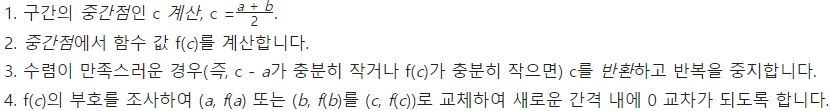 1. 구간의 중간점인 c 계산, c =(a + b)/2.
2. 중간점에서 함수 값 f(c)를 계산합니다.
3. 수렴이 만족스러운 경우(즉, c - a가 충분히 작거나 f(c)가 충분히 작으면) c를 반환하고 반복을 중지합니다.
4. f(c)의 부호를 조사하여 (a, f(a) 또는 (b, f(b)를 (c, f(c))로 교체하여 새로운 간격 내에 0 교차가 되도록 합니다.